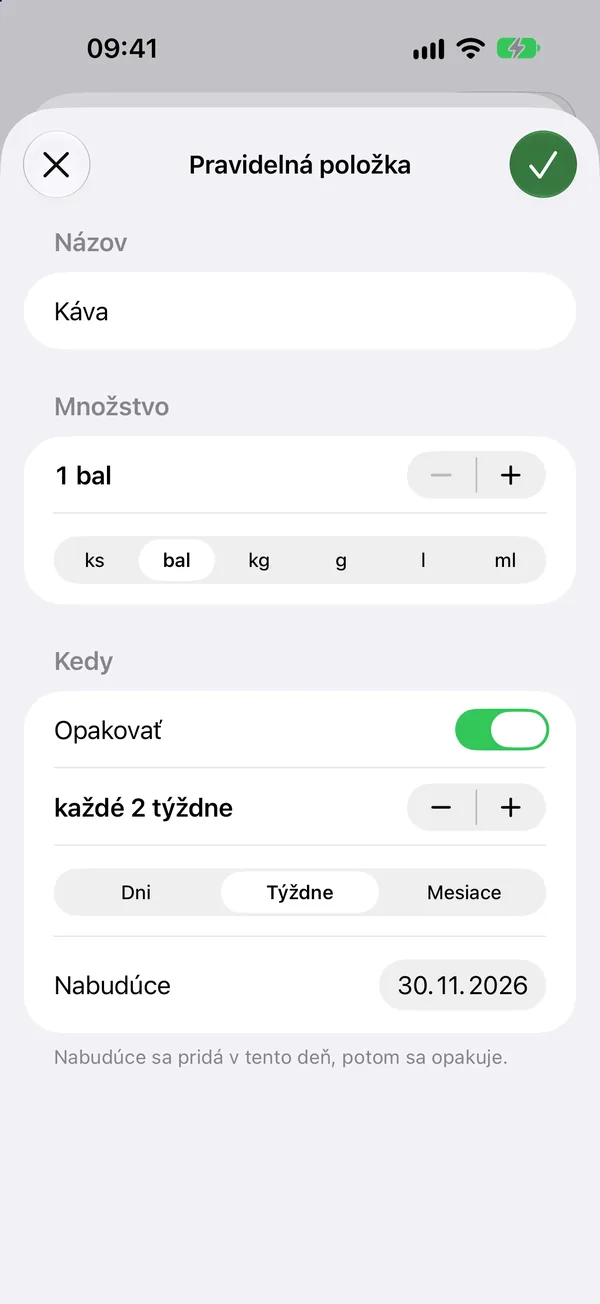 09:41
Pravidelná položka
Názov
Káva
Množstvo
1 bal
ks bal kg g l ml
Kedy
Opakovať
každé 2 týždne
Dni Týždne Mesiace
Nabudúce 30.11.2026
Nabudúce sa pridá v tento deň, potom sa opakuje.